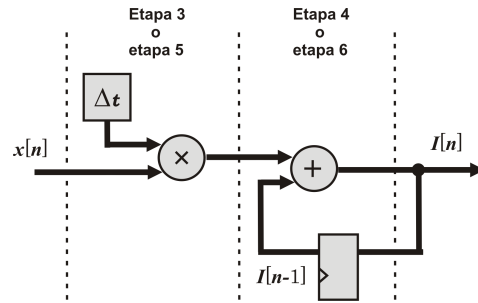 Etapa 3
o
etapa 5
Etapa 4
o
etapa 6
Δt
x[n]
×
+
I[n]
I[n-1]